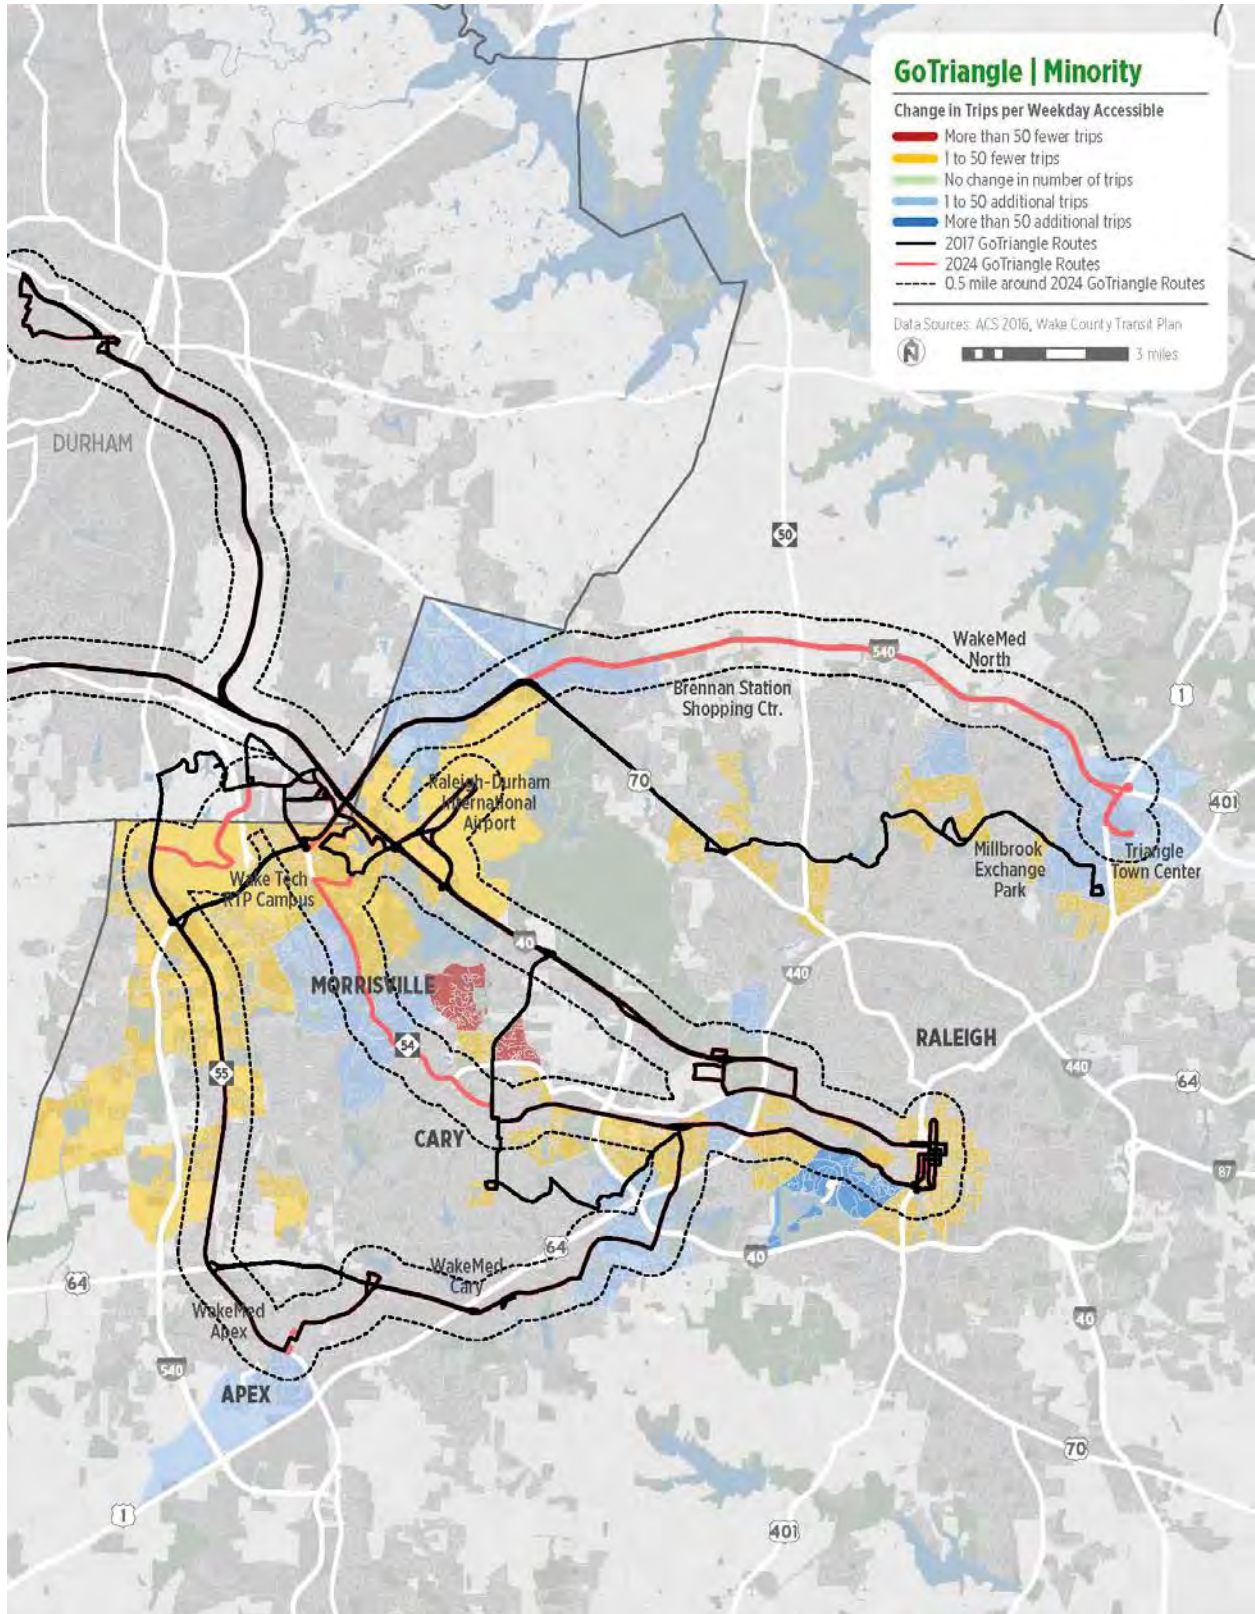 GoTriangle | Minority
Change in Trips per Weekday Accessible
More than 50 fewer trips
1 to 50 fewer trips
No change in number of trips
1 to 50 additional trips
More than 50 additional trips
2017 GoTriangle Routes
2024 GoTriangle Routes
0.5 mile around 2024 GoTriangle Routes
Data Sources: ACS 2016, Wake County Transit Plan
N
3 miles
DURHAM
50
540
WakeMed
North
1
Brennan Station
Shopping Ctr.
70
Raleigh-Durham
International
Airport
401
Millbrook
Exchange
Park
Triangle
Town Center
Wake Tech
RTP Campus
40
440
MORRISVILLE
RALEIGH
54
55
440
64
CARY
87
64
40
64
WakeMed
Cary
WakeMed
Apex
40
540
APEX
70
1
401